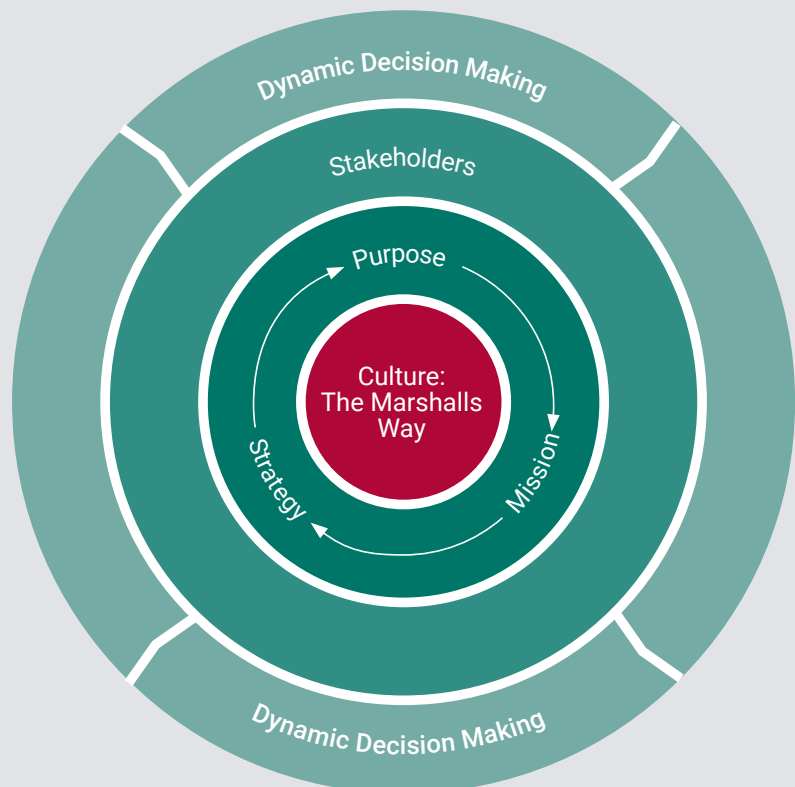 Dynamic Decision Making
Stakeholders
Purpose
Culture:
The Marshalls
Way
Strategy
Mission
Dynamic Decision Making